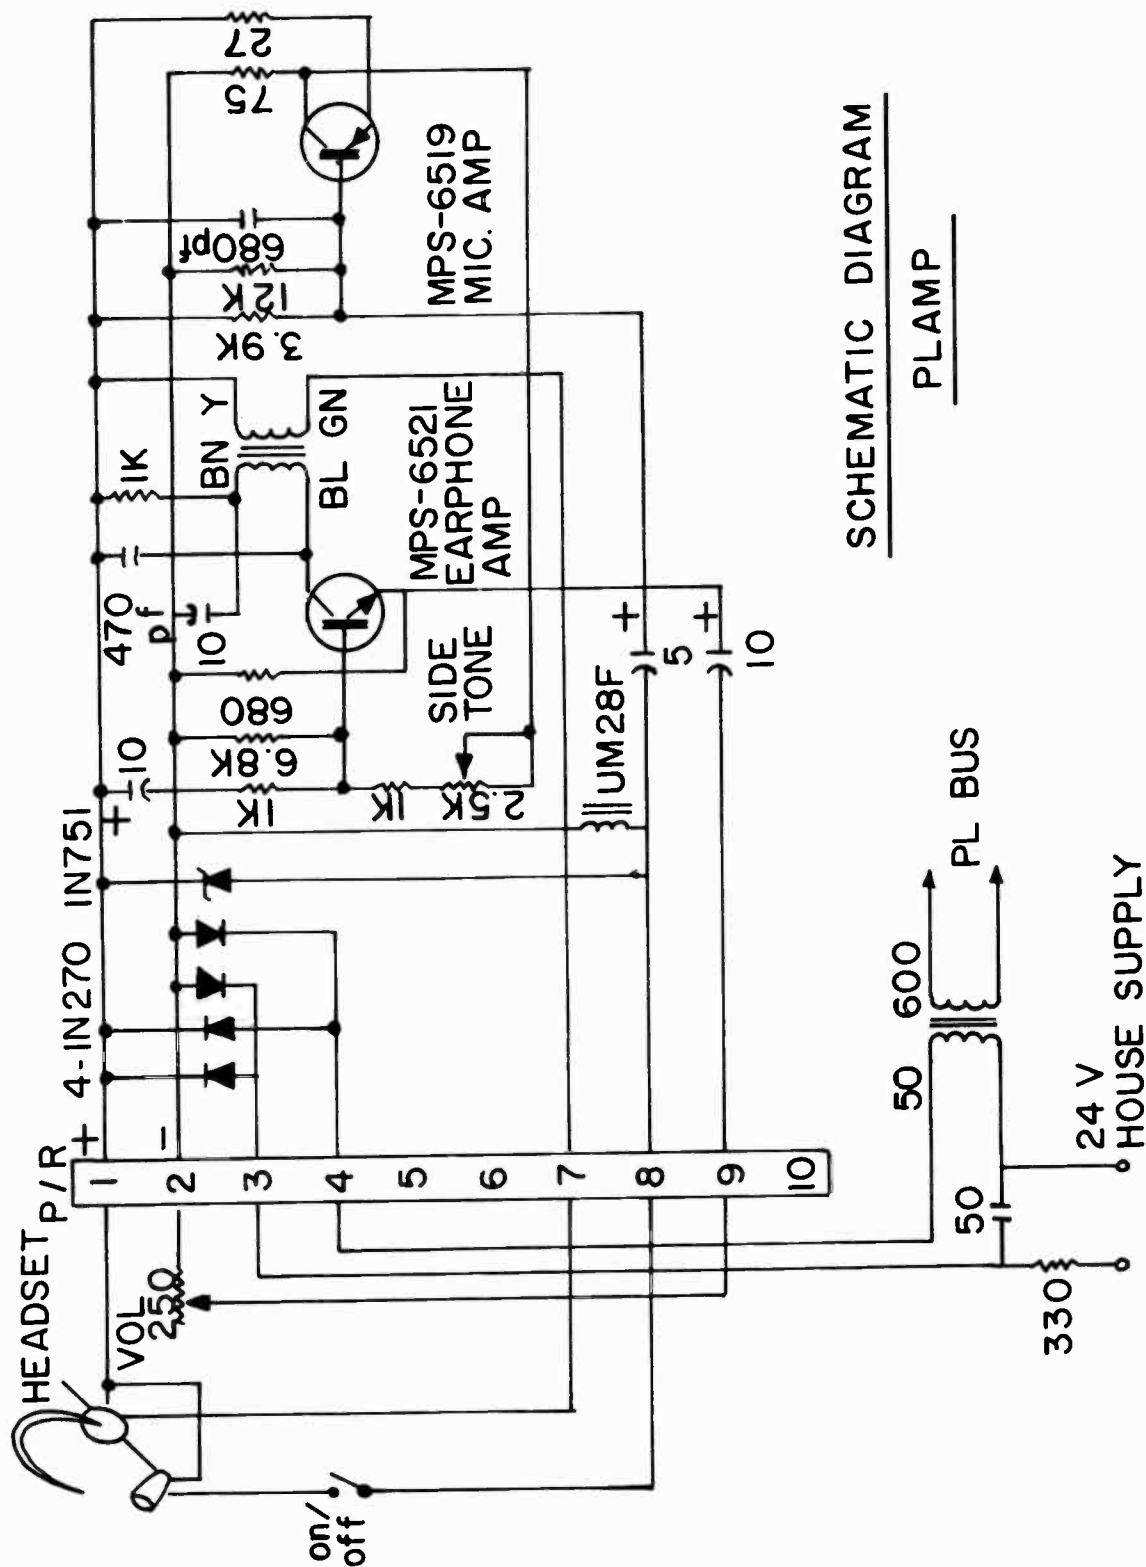 HEADSET
P/R
VOL
250
on/
off
+
-
1
2
3
4
5
6
7
8
9
10
4-1N270
1N751
+
10
470
pf
10
1K
BN
Y
BL
GN
1K
6.8K
680
1K
2.5K
SIDE
TONE
MPS-6521
EARPHONE
AMP
3.9K
12K
680pf
75
27
MPS-6519
MIC. AMP
UM28F
+
5
+
10
50
600
PL BUS
50
330
24 V
HOUSE SUPPLY
SCHEMATIC DIAGRAM
PLAMP